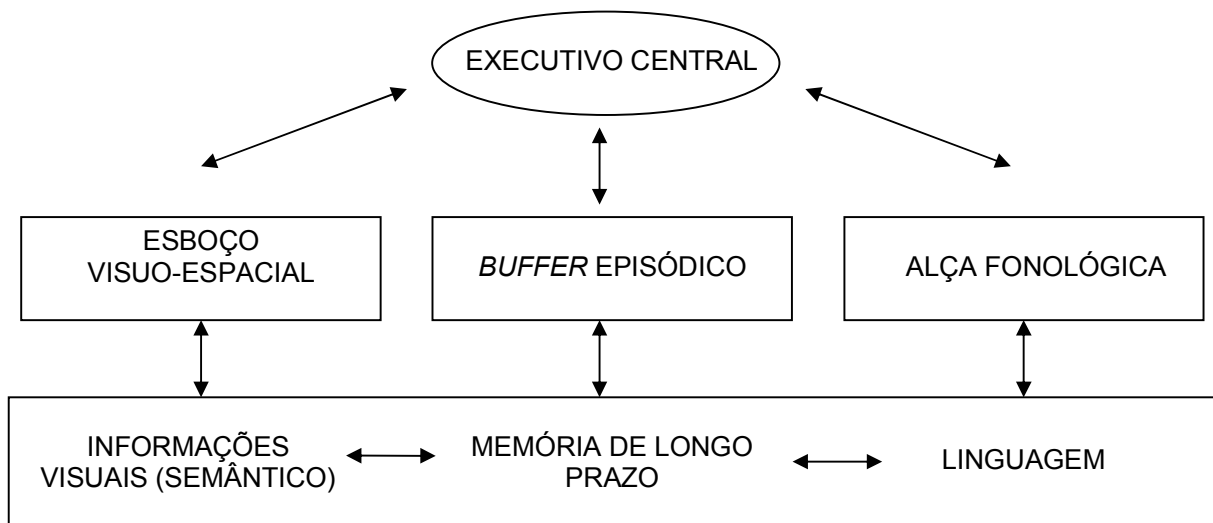 EXECUTIVO CENTRAL
ESBOÇO
VISUO-ESPACIAL
BUFFER EPISÓDICO
ALÇA FONOLÓGICA
INFORMAÇÕES
VISUAIS (SEMÂNTICO)
MEMÓRIA DE LONGO
PRAZO
LINGUAGEM